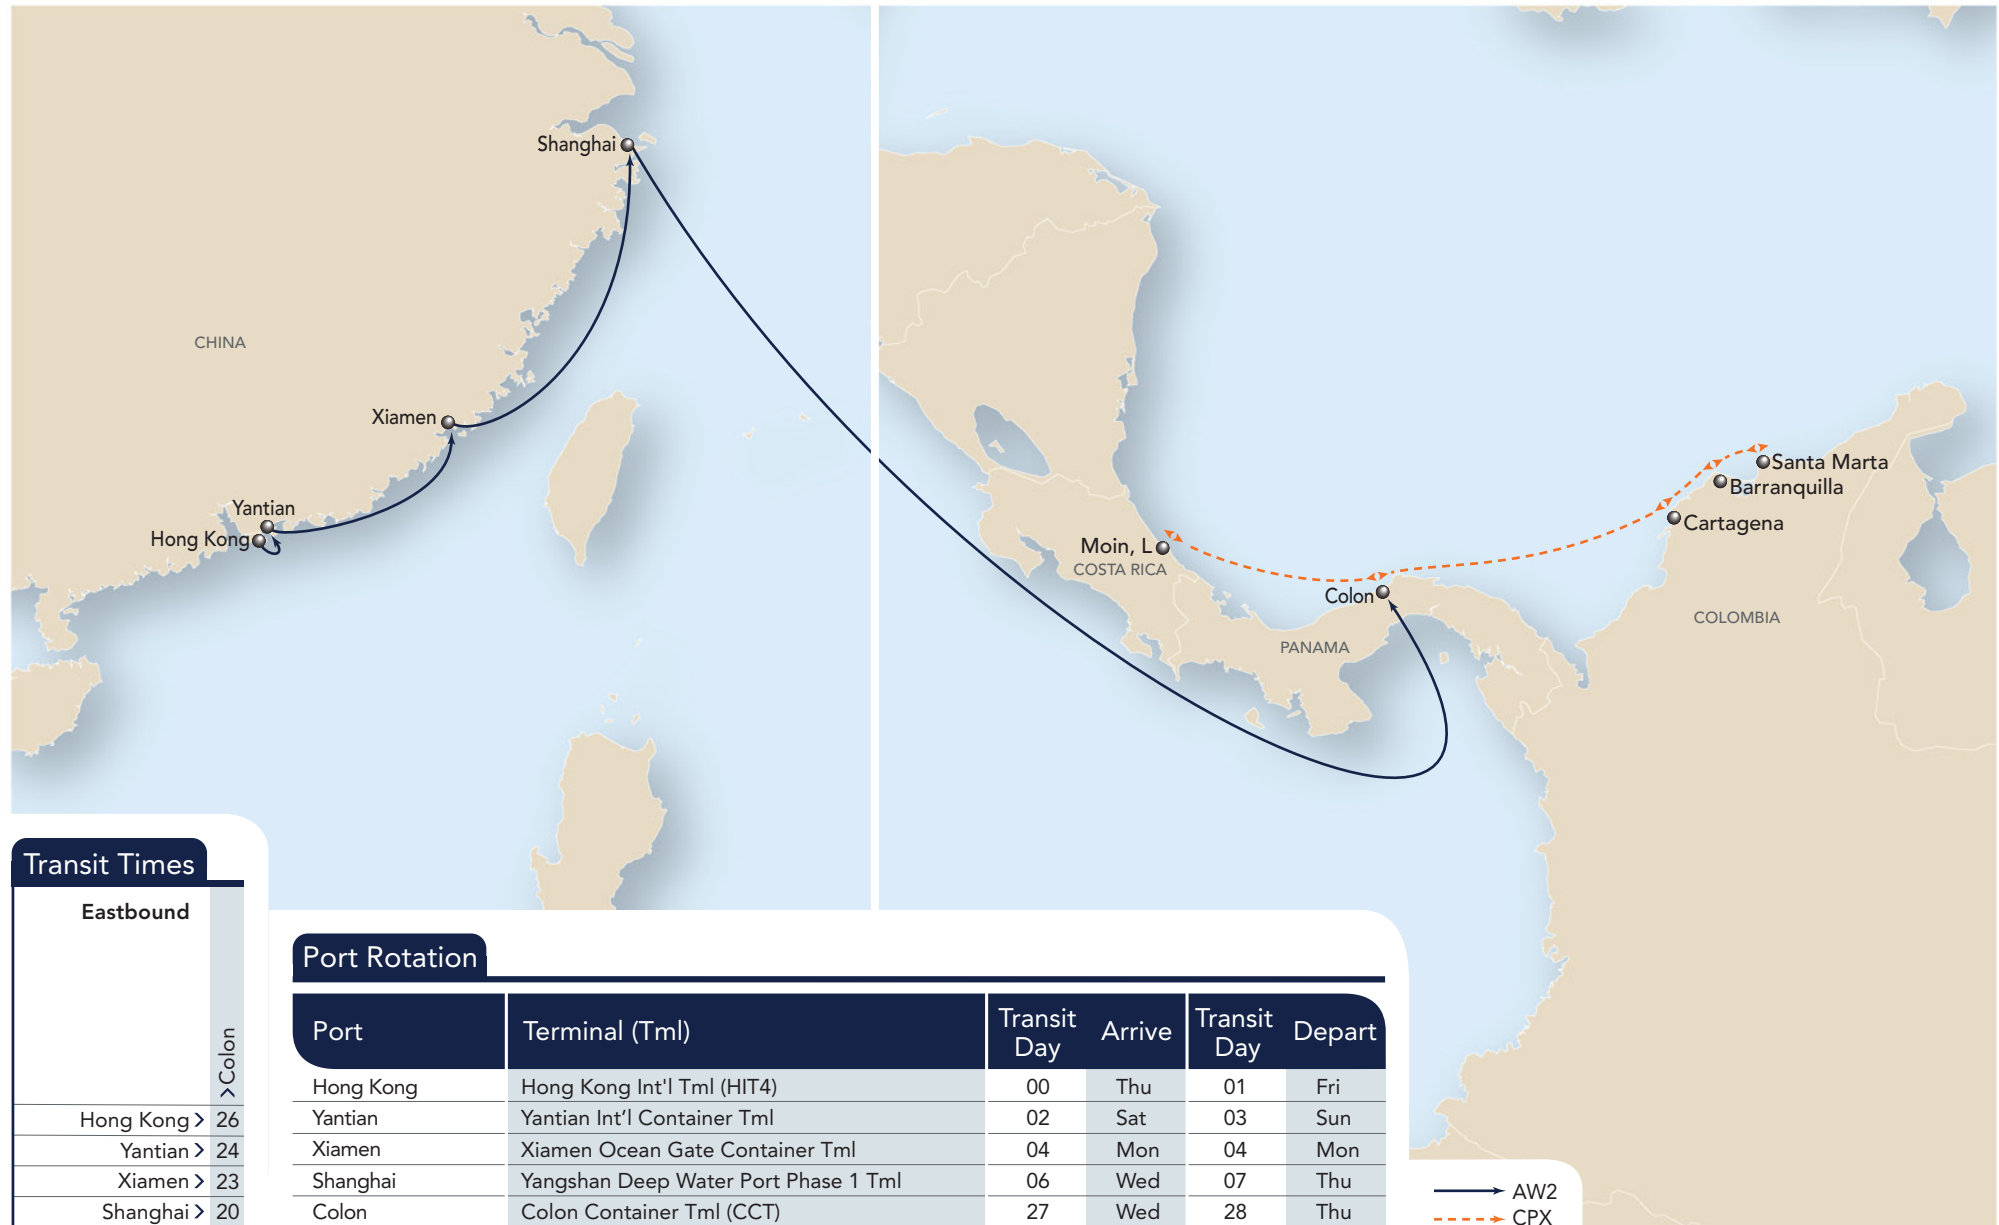 Shanghai
CHINA
Xiamen
Yantian
Hong Kong
Santa Marta
Barranquilla
Cartagena
Moin, L
COSTA RICA
Colon
PANAMA
COLOMBIA
Transit Times
Eastbound
>Colon
Hong Kong > 26
Yantian > 24
Xiamen > 23
Shanghai > 20
Port Rotation
Port Terminal (Tml) Transit Day Arrive Transit Day Depart
Hong Kong Hong Kong Int'l Tml (HIT4) 00 Thu 01 Fri
Yantian Yantian Int’l Container Tml 02 Sat 03 Sun
Xiamen Xiamen Ocean Gate Container Tml 04 Mon 04 Mon
Shanghai Yangshan Deep Water Port Phase 1 Tml 06 Wed 07 Thu
Colon Colon Container Tml (CCT) 27 Wed 28 Thu
AW2
CPX